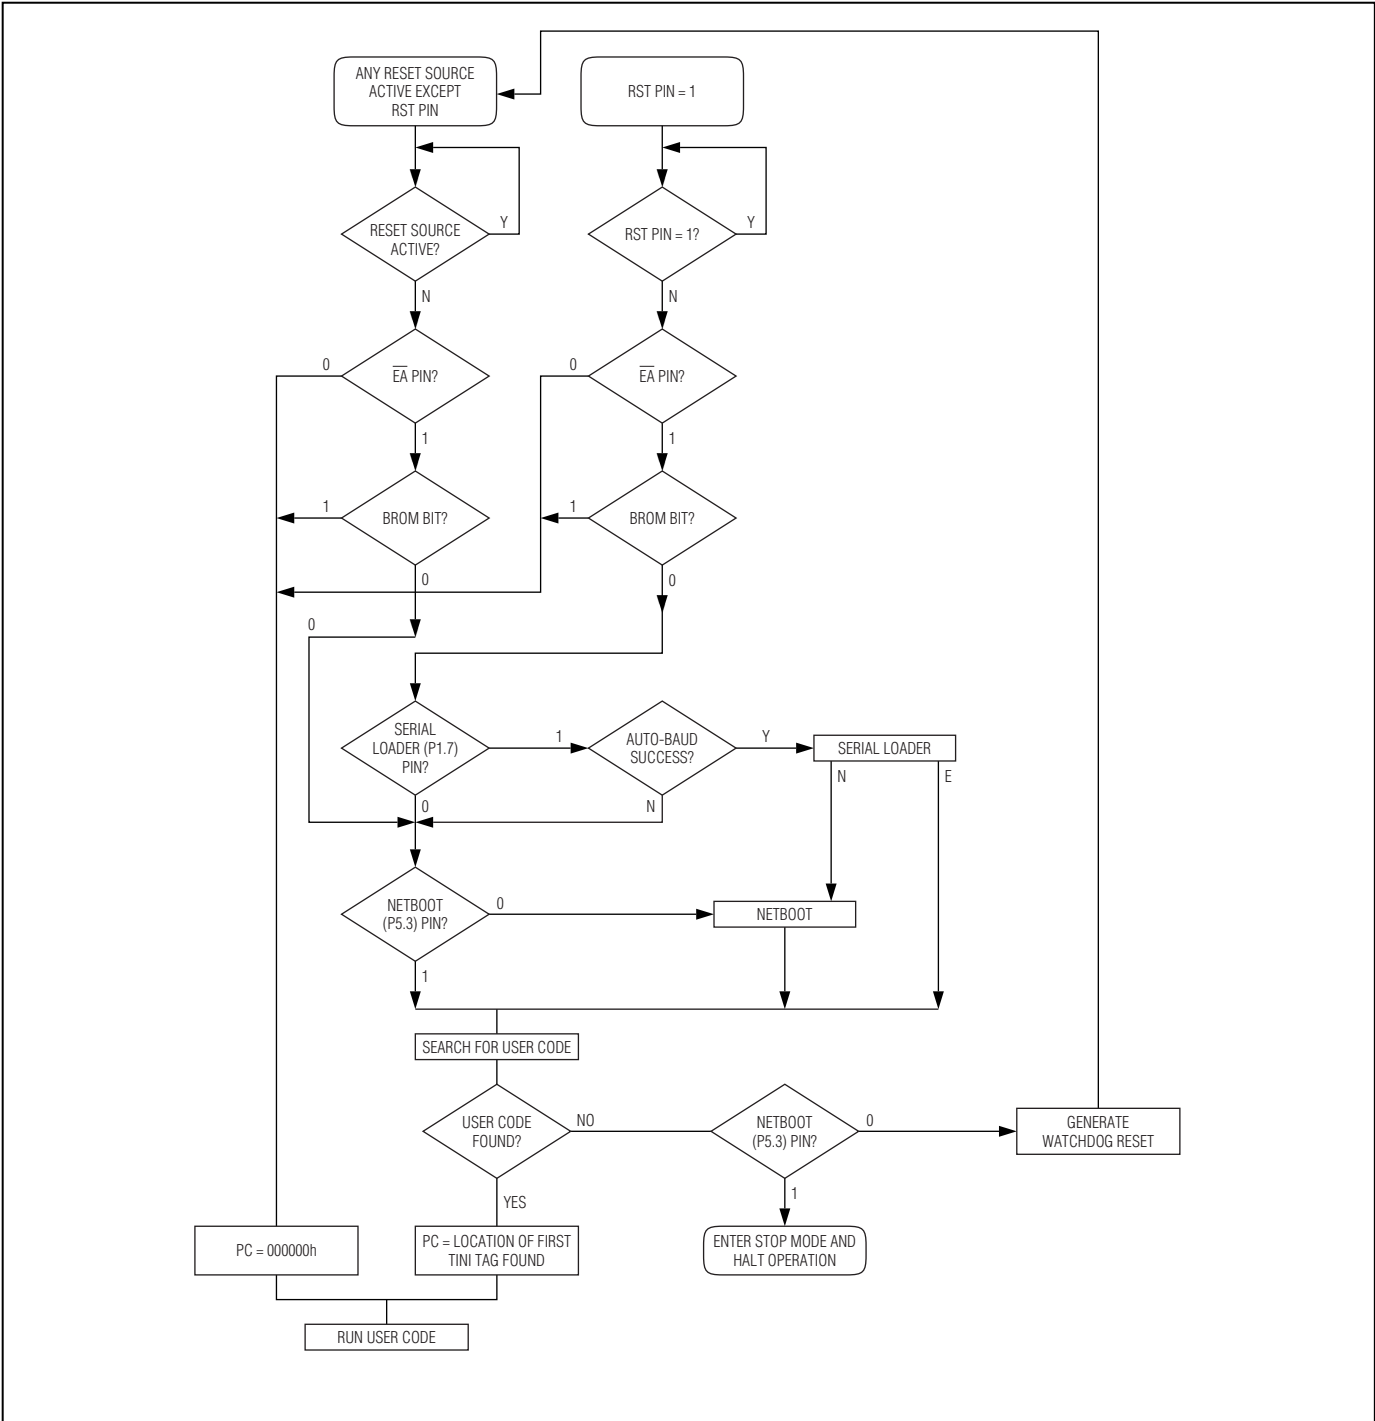 ANY RESET SOURCE
ACTIVE EXCEPT
RST PIN
RST PIN = 1
RESET SOURCE
ACTIVE?
Y
RST PIN = 1?
Y
N
N
0
E̅A̅ PIN?
0
E̅A̅ PIN?
1
1
1
BROM BIT?
1
BROM BIT?
0
0
0
SERIAL
LOADER (P1.7)
PIN?
1
AUTO-BAUD
SUCCESS?
Y
SERIAL LOADER
N
E
0
N
NETBOOT
(P5.3) PIN?
0
NETBOOT
1
SEARCH FOR USER CODE
USER CODE
FOUND?
NO
NETBOOT
(P5.3) PIN?
0
GENERATE
WATCHDOG RESET
YES
1
PC = 000000h
PC = LOCATION OF FIRST
TINI TAG FOUND
ENTER STOP MODE AND
HALT OPERATION
RUN USER CODE